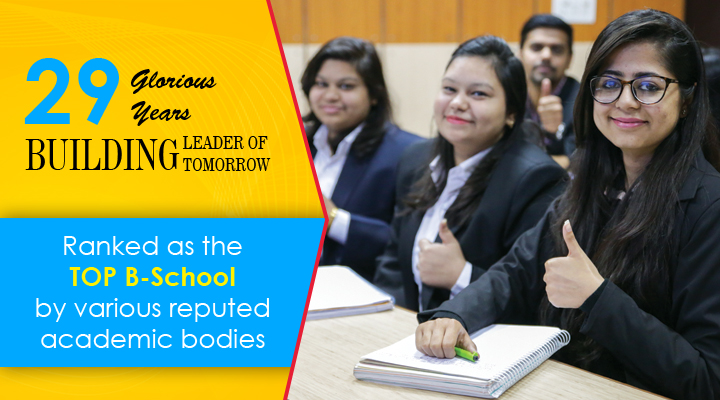 29 Glorious
Years
BUILDING LEADER OF
TOMORROW
Ranked as the
TOP B-School
by various reputed
academic bodies